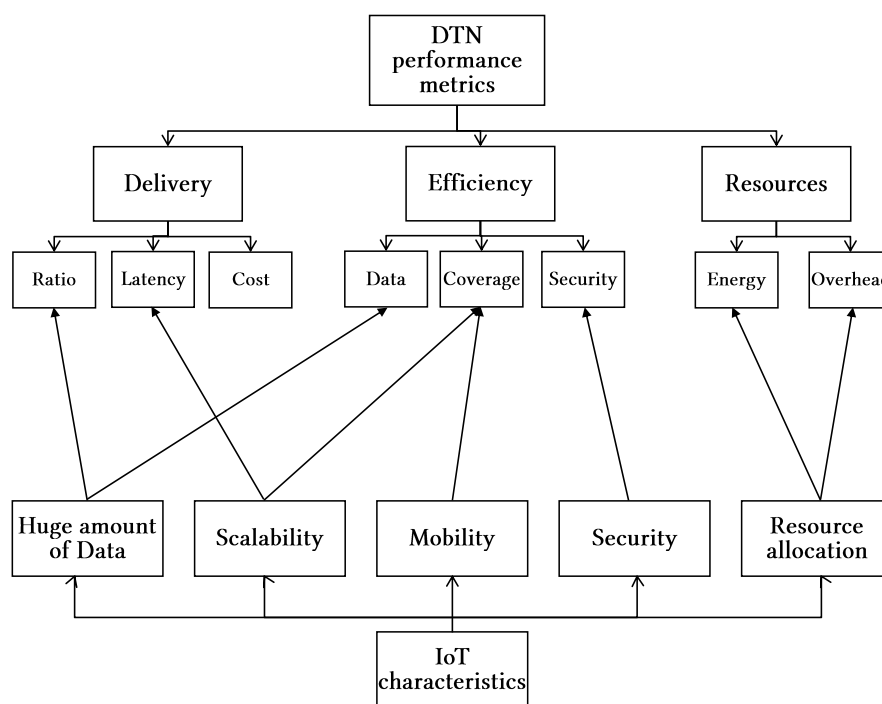 DTN
performance
metrics
Delivery
Efficiency
Resources
Ratio
Latency
Cost
Data
Coverage
Security
Energy
Overhead
Huge amount
of Data
Scalability
Mobility
Security
Resource
allocation
IoT
characteristics